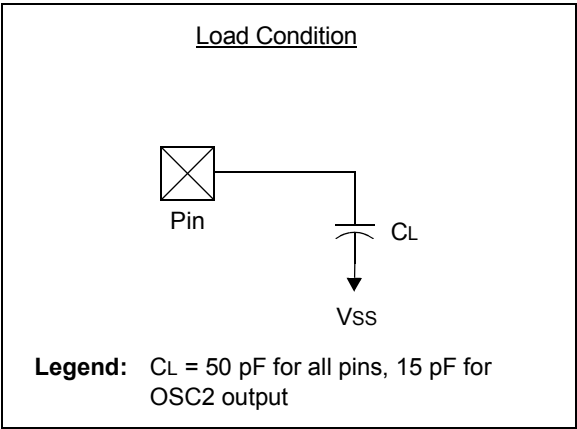 Load Condition
Pin
CL
VSS
Legend: CL = 50 pF for all pins, 15 pF for
OSC2 output